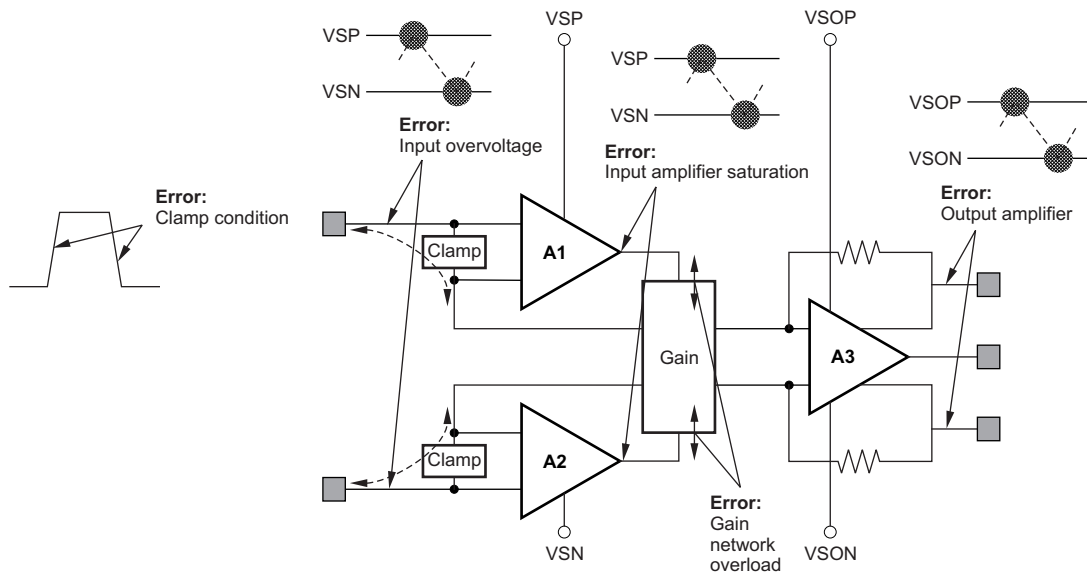 VSP
VSOP
VSP
VSN
VSP
VSN
VSOP
VSON
Error:
Input overvoltage
Error:
Input amplifier saturation
Error:
Output amplifier
Error:
Clamp condition
Clamp
A1
Gain
A3
Clamp
A2
Error:
Gain
network
overload
VSN
VSON